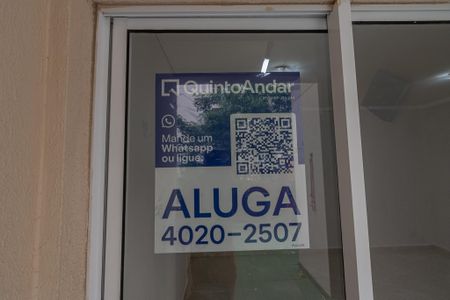 QuintoAndar
Mande um
Whatsapp
ou ligue:
ALUGA
4020-2507